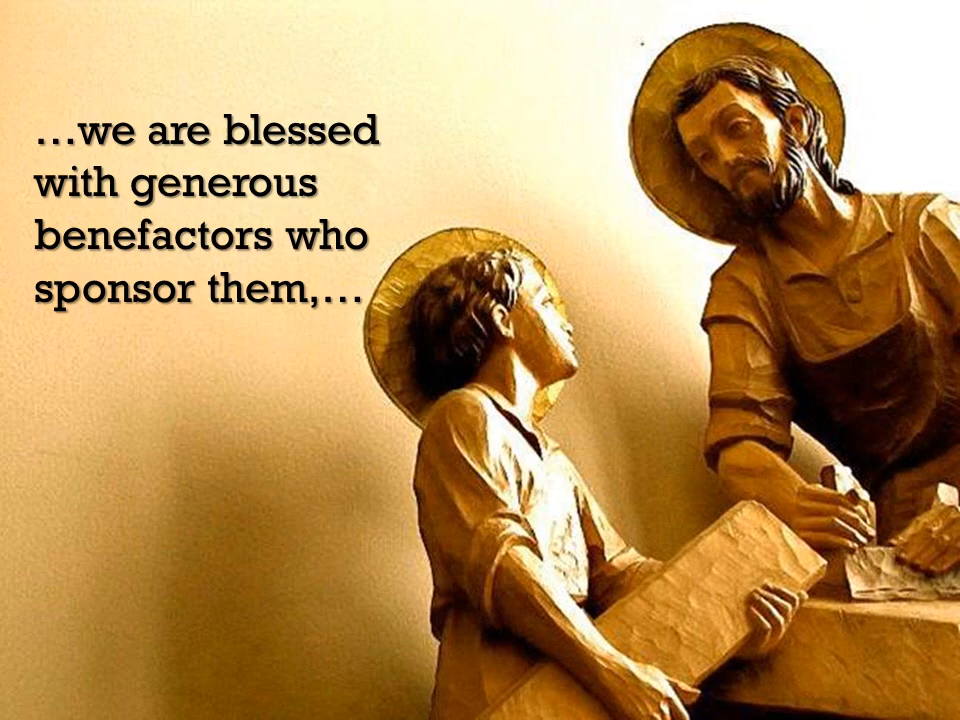 …we are blessed
with generous
benefactors who
sponsor them,…